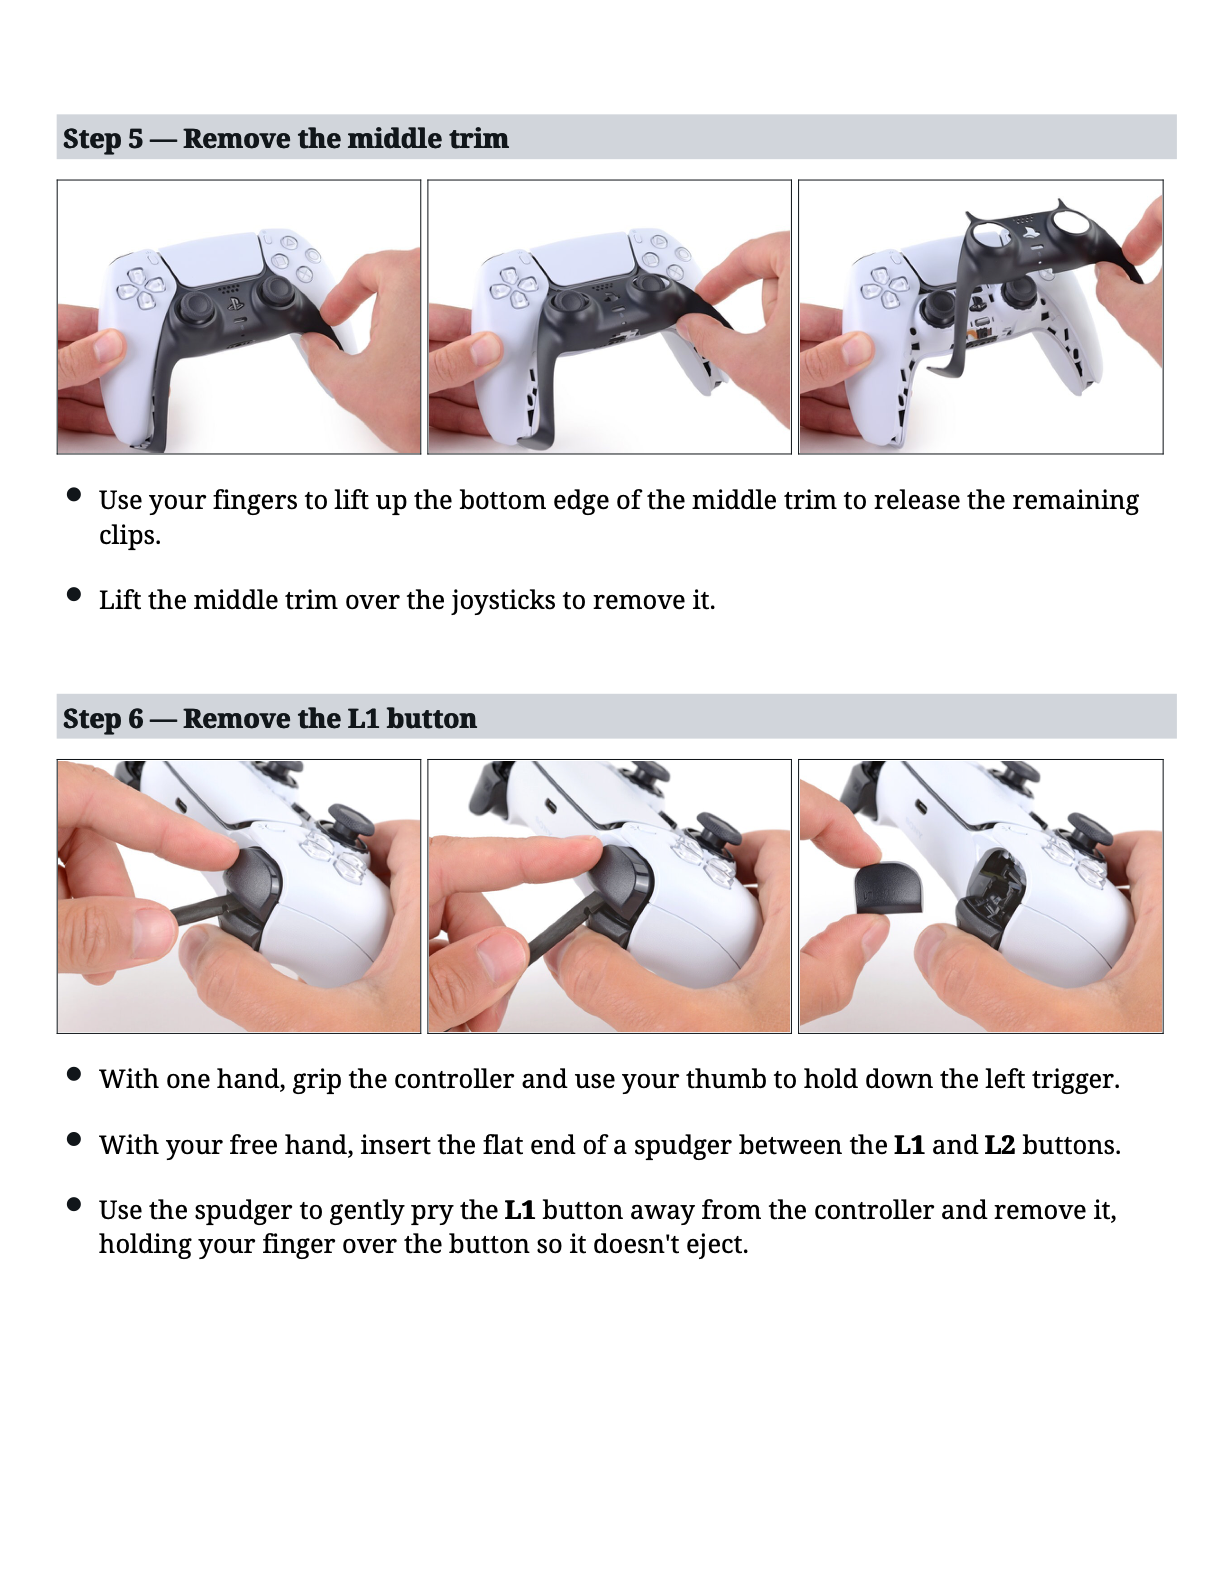 Step 5 — Remove the middle trim
Use your fingers to lift up the bottom edge of the middle trim to release the remaining
clips.
Lift the middle trim over the joysticks to remove it.
Step 6 — Remove the L1 button
With one hand, grip the controller and use your thumb to hold down the left trigger.
With your free hand, insert the flat end of a spudger between the L1 and L2 buttons.
Use the spudger to gently pry the L1 button away from the controller and remove it,
holding your finger over the button so it doesn't eject.